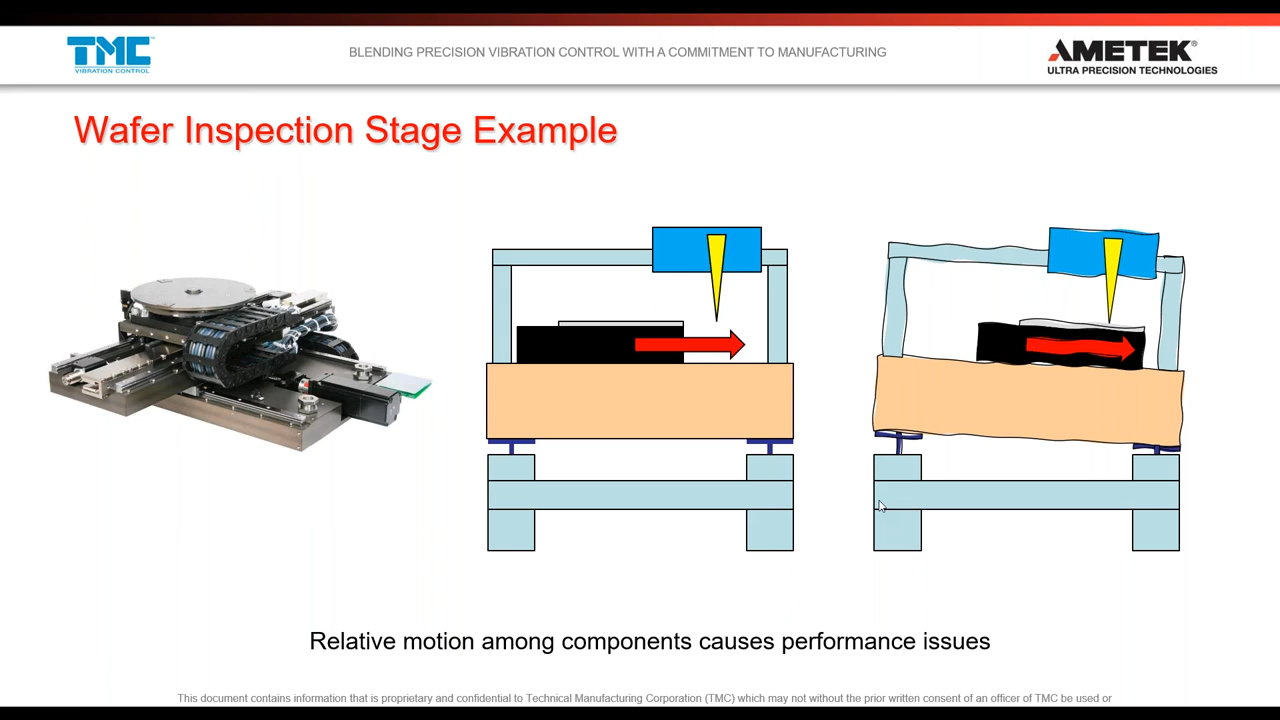 TMC
VIBRATION CONTROL
BLENDING PRECISION VIBRATION CONTROL WITH A COMMITMENT TO MANUFACTURING
AMETEK®
ULTRA PRECISION TECHNOLOGIES
Wafer Inspection Stage Example
Relative motion among components causes performance issues
This document contains information that is proprietary and confidential to Technical Manufacturing Corporation (TMC) which may not without the prior written consent of an officer of TMC be used or